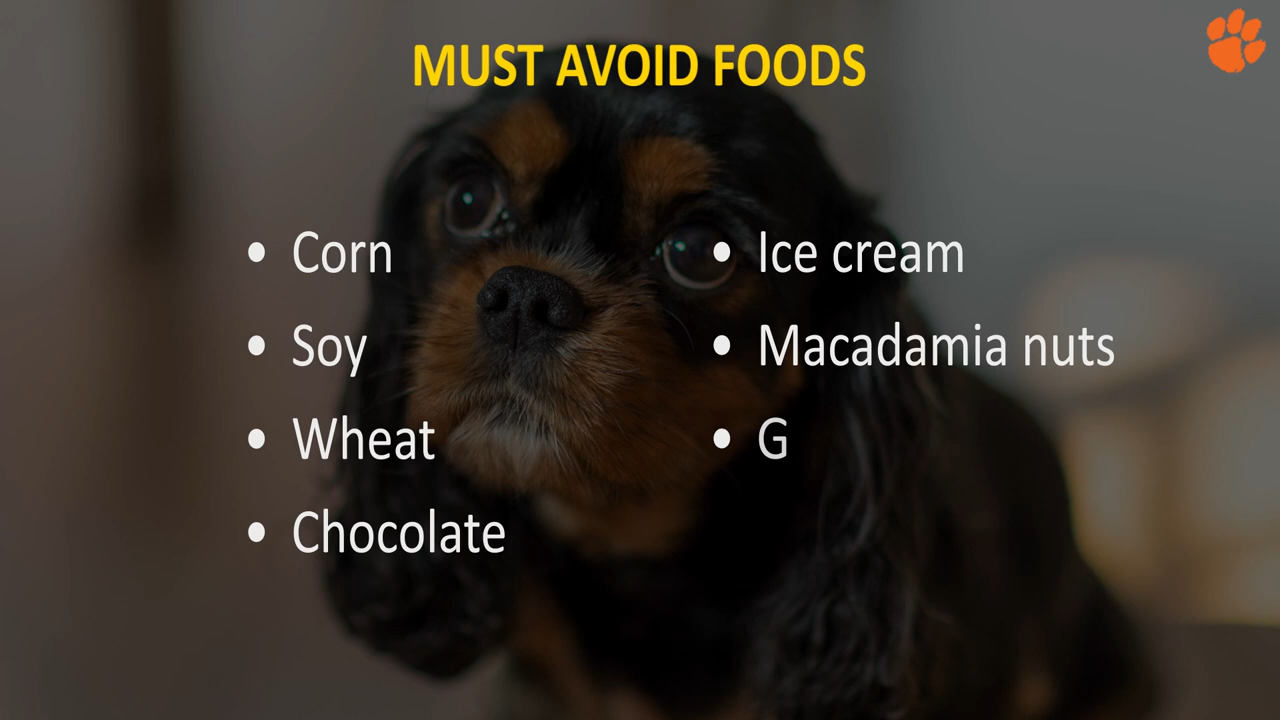 MUST AVOID FOODS
Corn
Soy
Wheat
Chocolate
Ice cream
Macadamia nuts
G